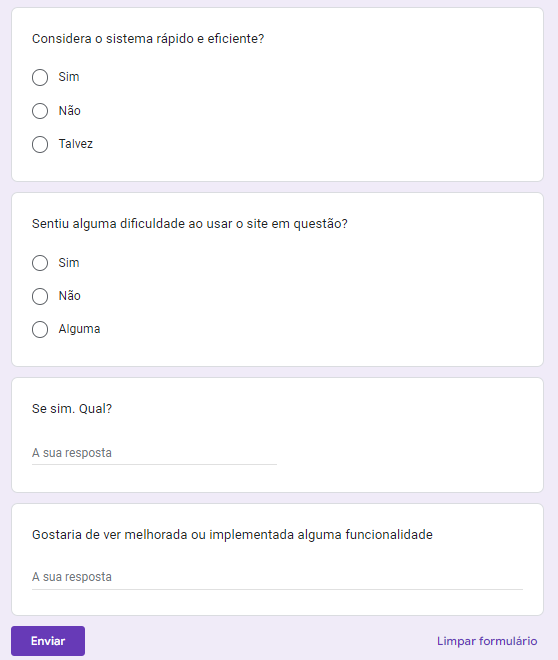 Considera o sistema rápido e eficiente?
Sim
Não
Talvez
Sentiu alguma dificuldade ao usar o site em questão?
Sim
Não
Alguma
Se sim. Qual?
A sua resposta
Gostaria de ver melhorada ou implementada alguma funcionalidade
A sua resposta
Enviar
Limpar formulário